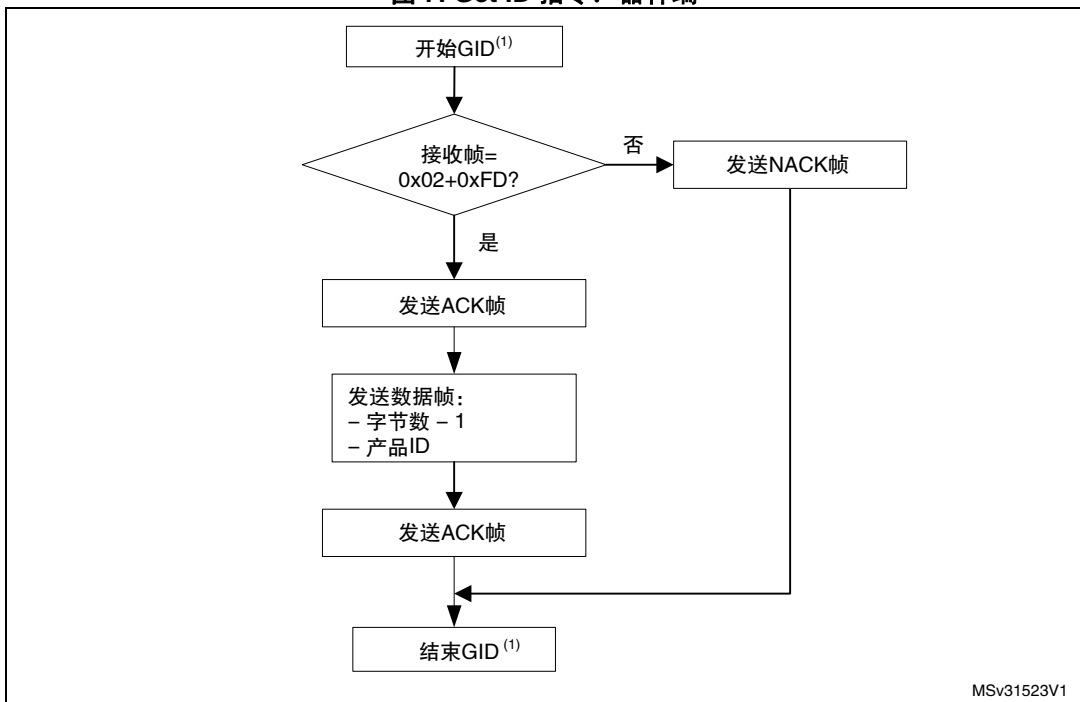 开始GID(1)
接收帧=
0x02+0xFD?
否
发送NACK帧
是
发送ACK帧
发送数据帧：
– 字节数 – 1
– 产品ID
发送ACK帧
结束GID (1)
MSv31523V1